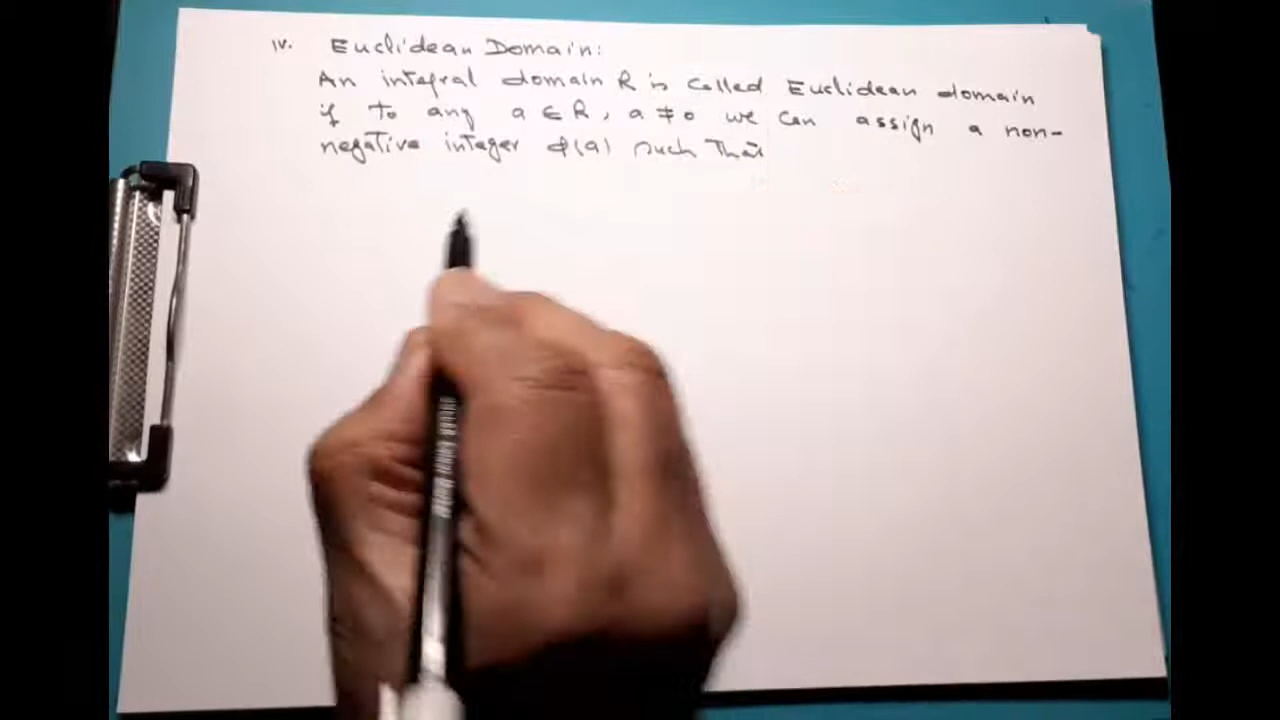 iv. Euclidean Domain:
An integral domain R is called Euclidean domain
if to any a ∈ R, a ≠ 0 we can assign a non-
negative integer φ(a) such that